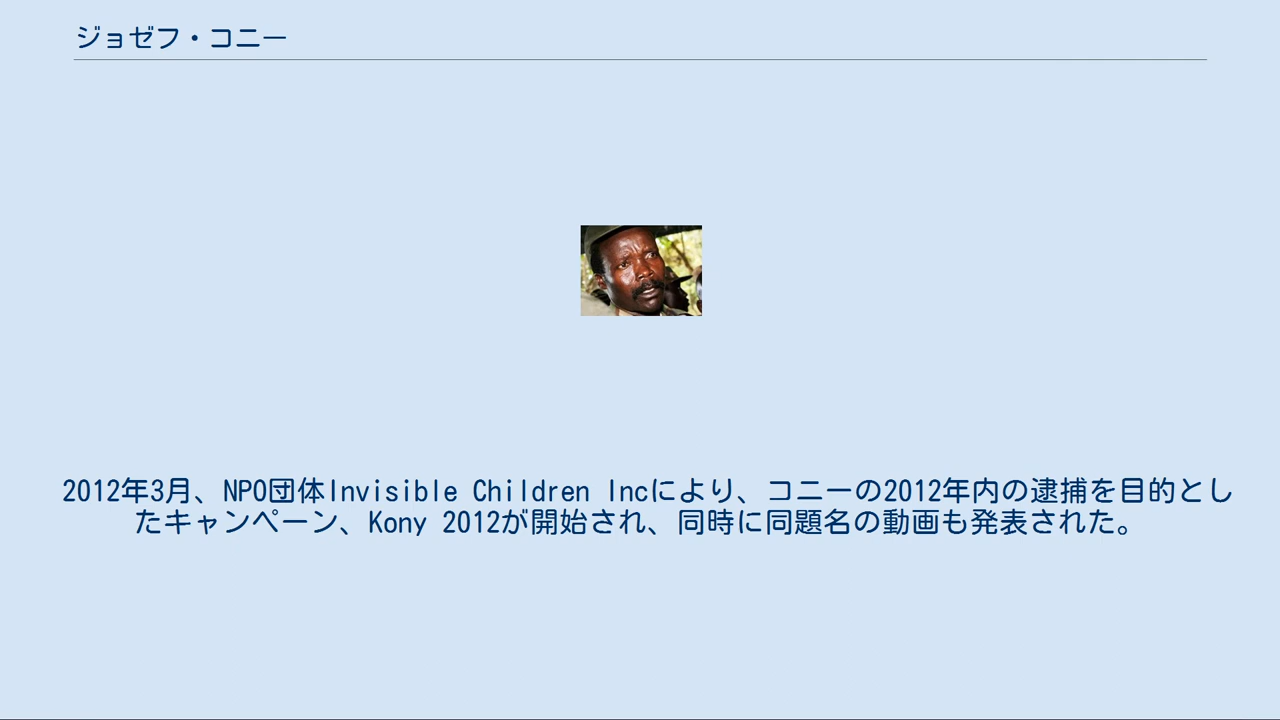 ジョゼフ・コニー
2012年3月、NPO団体Invisible Children Incにより、コニーの2012年内の逮捕を目的とし
たキャンペーン、Kony 2012が開始され、同時に同題名の動画も発表された。